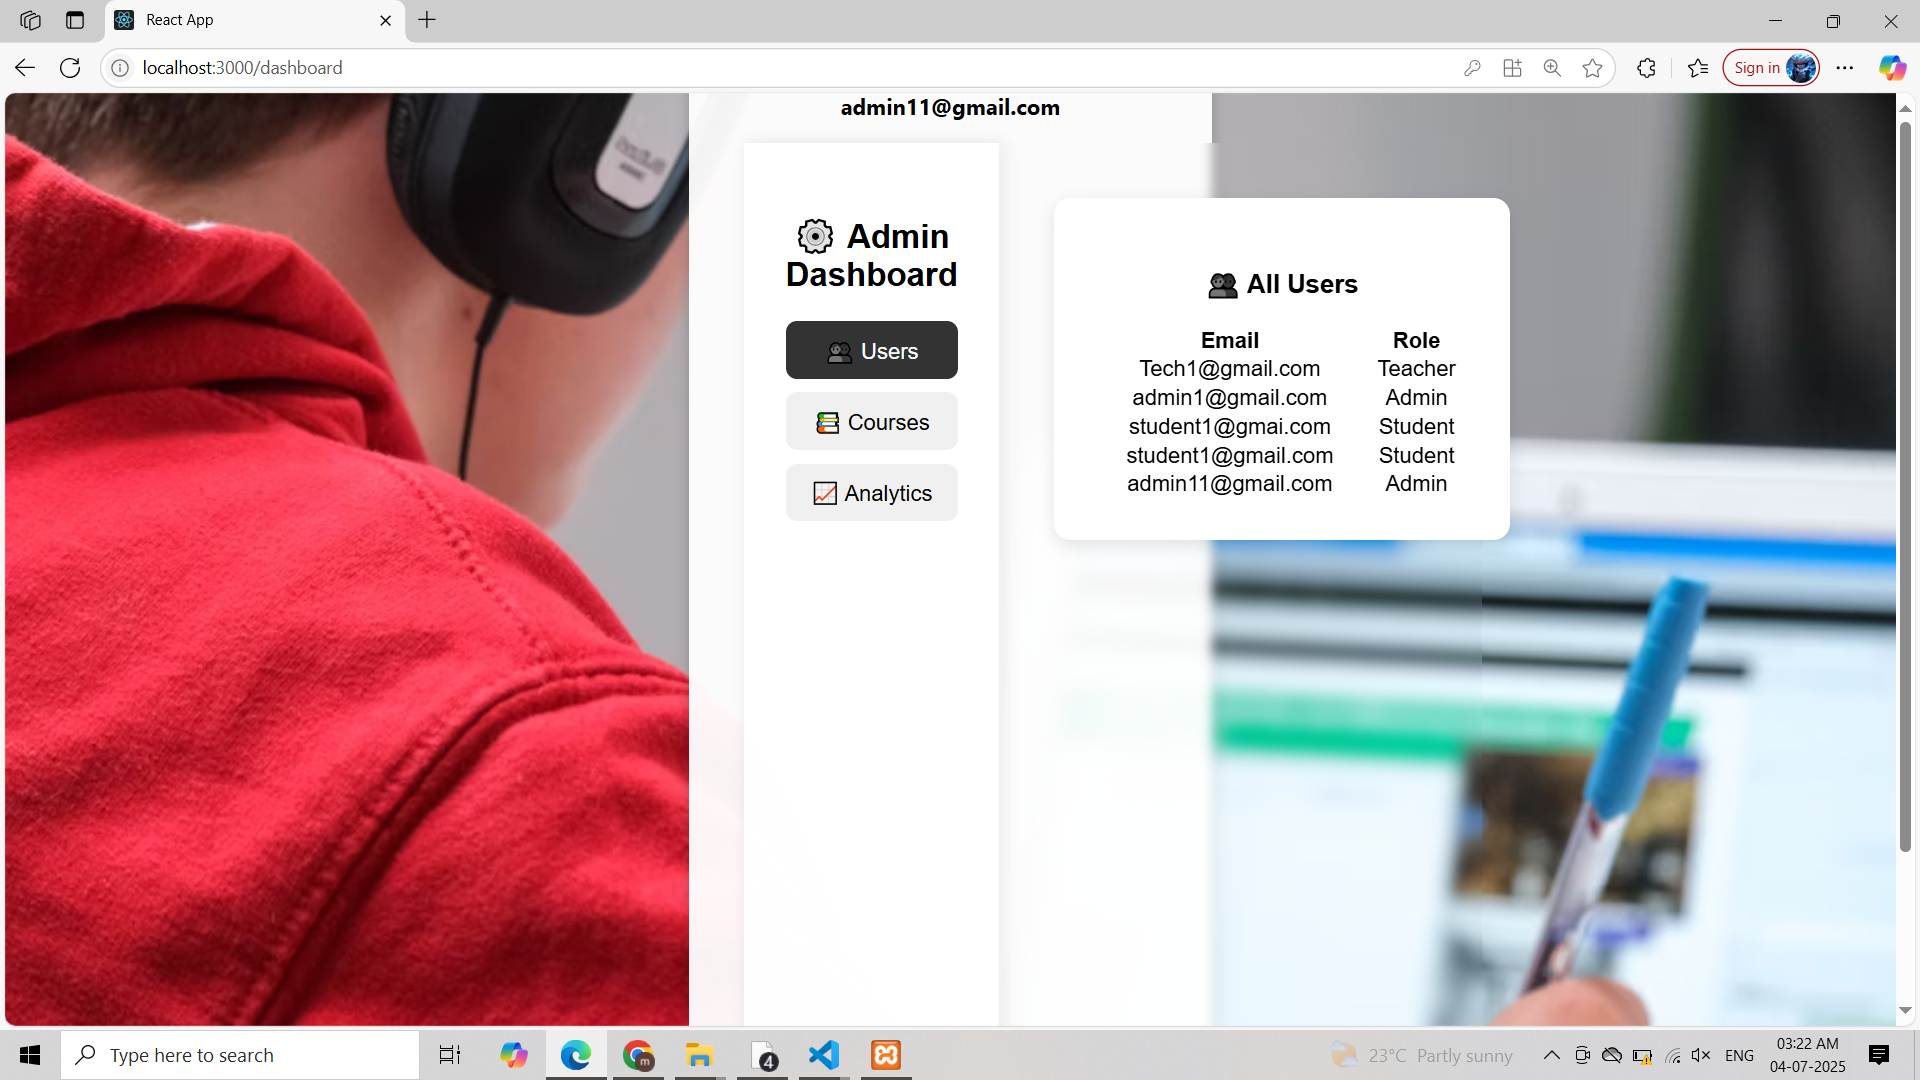 React App
localhost:3000/dashboard
Sign in
admin11@gmail.com
Admin
Dashboard
Users
Courses
Analytics
All Users
Email Role
Tech1@gmail.com Teacher
admin1@gmail.com Admin
student1@gmai.com Student
student1@gmail.com Student
admin11@gmail.com Admin
Type here to search
m
4
23°C Partly sunny
ENG
03:22 AM
04-07-2025